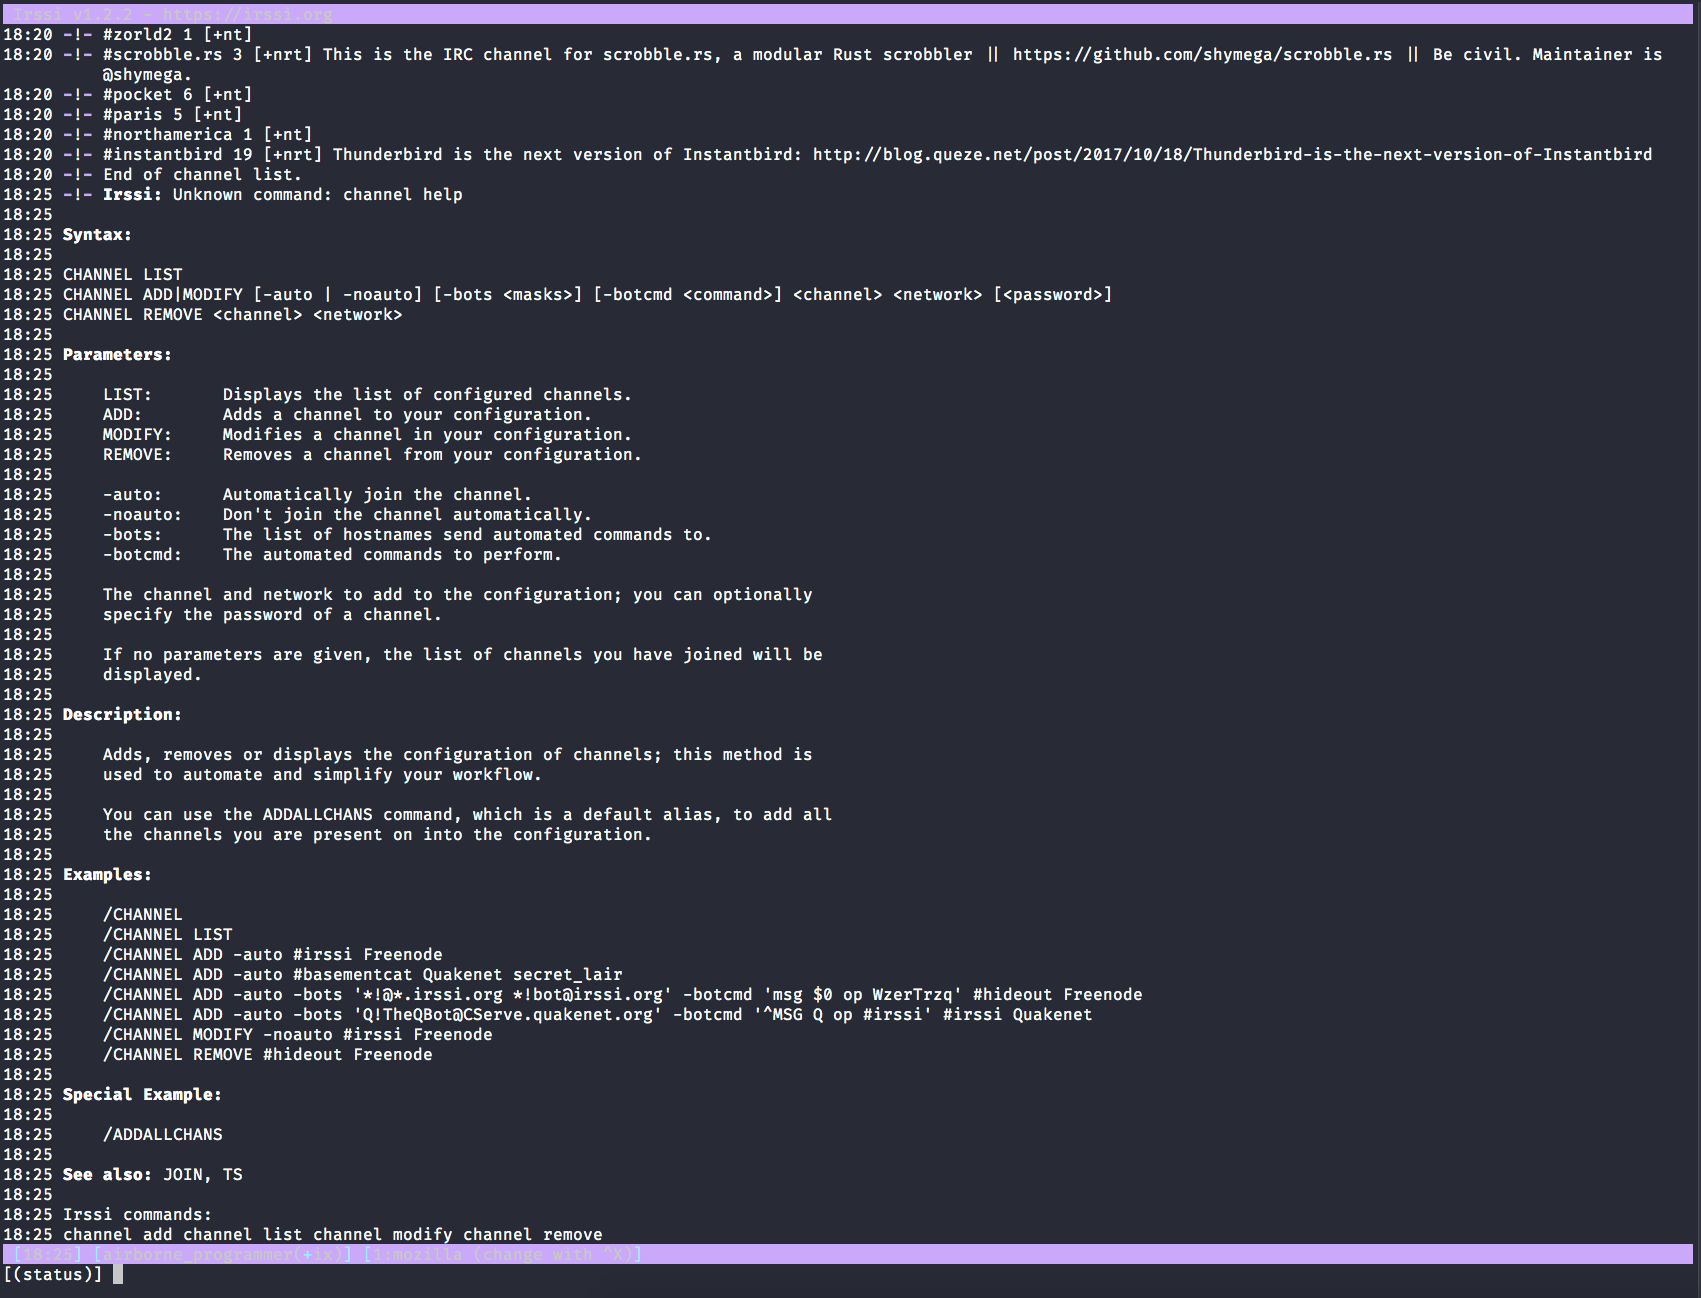 Irssi v1.2.2 - https://irssi.org
18:20 -!- #zorld2 1 [+nt]
18:20 -!- #scrobble.rs 3 [+nrt] This is the IRC channel for scrobble.rs, a modular Rust scrobbler || https://github.com/shymega/scrobble.rs || Be civil. Maintainer is
@shymega.
18:20 -!- #pocket 6 [+nt]
18:20 -!- #paris 5 [+nt]
18:20 -!- #northamerica 1 [+nt]
18:20 -!- #instantbird 19 [+nrt] Thunderbird is the next version of Instantbird: http://blog.queze.net/post/2017/10/18/Thunderbird-is-the-next-version-of-Instantbird
18:20 -!- End of channel list.
18:25 -!- Irssi: Unknown command: channel help
18:25
18:25 Syntax:
18:25
18:25 CHANNEL LIST
18:25 CHANNEL ADD|MODIFY [-auto | -noauto] [-bots <masks>] [-botcmd <command>] <channel> <network> [<password>]
18:25 CHANNEL REMOVE <channel> <network>
18:25
18:25 Parameters:
18:25
18:25     LIST:       Displays the list of configured channels.
18:25     ADD:        Adds a channel to your configuration.
18:25     MODIFY:     Modifies a channel in your configuration.
18:25     REMOVE:     Removes a channel from your configuration.
18:25
18:25     -auto:      Automatically join the channel.
18:25     -noauto:    Don't join the channel automatically.
18:25     -bots:      The list of hostnames send automated commands to.
18:25     -botcmd:    The automated commands to perform.
18:25
18:25     The channel and network to add to the configuration; you can optionally
18:25     specify the password of a channel.
18:25
18:25     If no parameters are given, the list of channels you have joined will be
18:25     displayed.
18:25
18:25 Description:
18:25
18:25     Adds, removes or displays the configuration of channels; this method is
18:25     used to automate and simplify your workflow.
18:25
18:25     You can use the ADDALLCHANS command, which is a default alias, to add all
18:25     the channels you are present on into the configuration.
18:25
18:25 Examples:
18:25
18:25     /CHANNEL
18:25     /CHANNEL LIST
18:25     /CHANNEL ADD -auto #irssi Freenode
18:25     /CHANNEL ADD -auto #basementcat Quakenet secret_lair
18:25     /CHANNEL ADD -auto -bots '*!@*.irssi.org *!bot@irssi.org' -botcmd 'msg $0 op WzerTrzq' #hideout Freenode
18:25     /CHANNEL ADD -auto -bots 'Q!TheQBot@CServe.quakenet.org' -botcmd '^MSG Q op #irssi' #irssi Quakenet
18:25     /CHANNEL MODIFY -noauto #irssi Freenode
18:25     /CHANNEL REMOVE #hideout Freenode
18:25
18:25 Special Example:
18:25
18:25     /ADDALLCHANS
18:25
18:25 See also: JOIN, TS
18:25
18:25 Irssi commands:
18:25 channel add channel list channel modify channel remove
[18:25] [airborne_programmer(+ix)] [1:mozilla (change with ^X)]
[(status)]